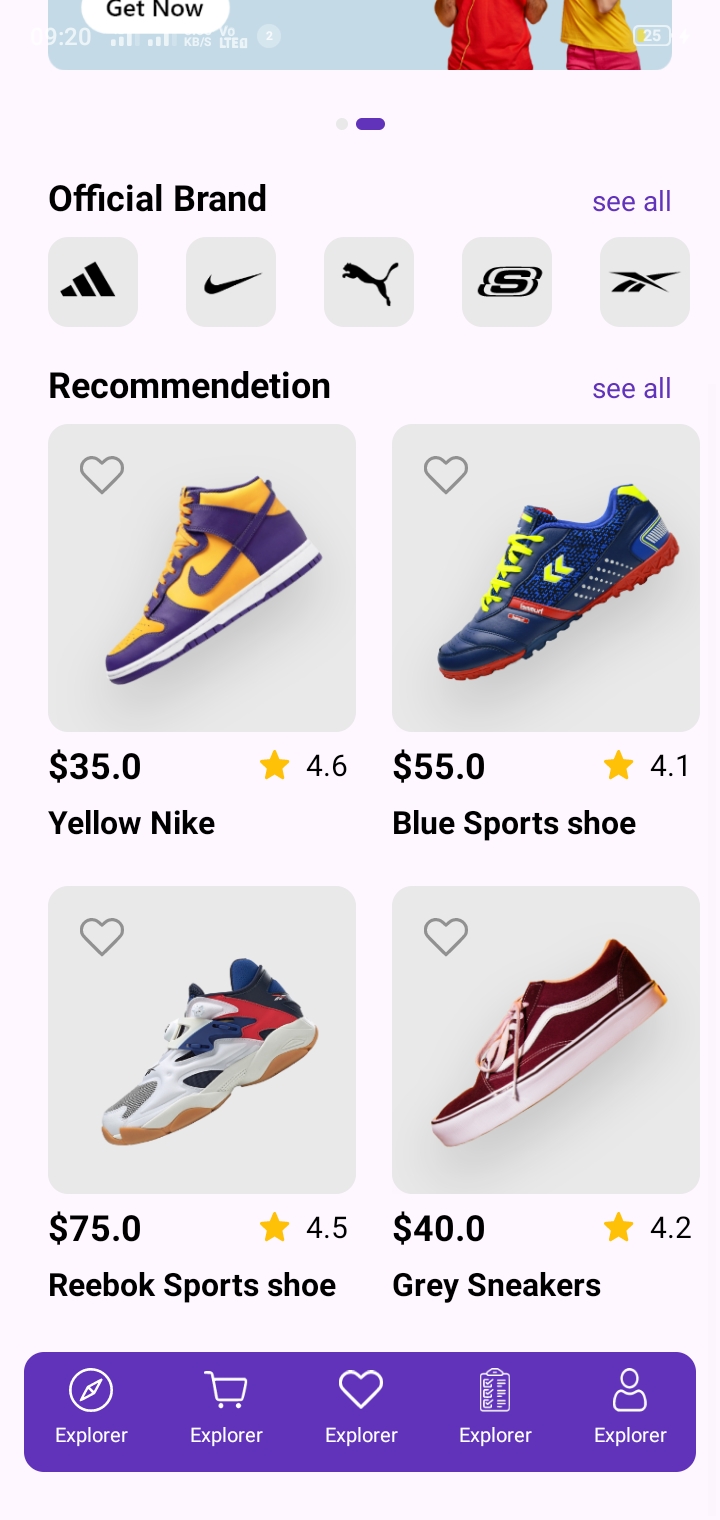 Get Now
09:20 KB/S Vo LTE 2 25
Official Brand see all
Recommendetion see all
$35.0 4.6 $55.0 4.1
Yellow Nike Blue Sports shoe
$75.0 4.5 $40.0 4.2
Reebok Sports shoe Grey Sneakers
Explorer Explorer Explorer Explorer Explorer